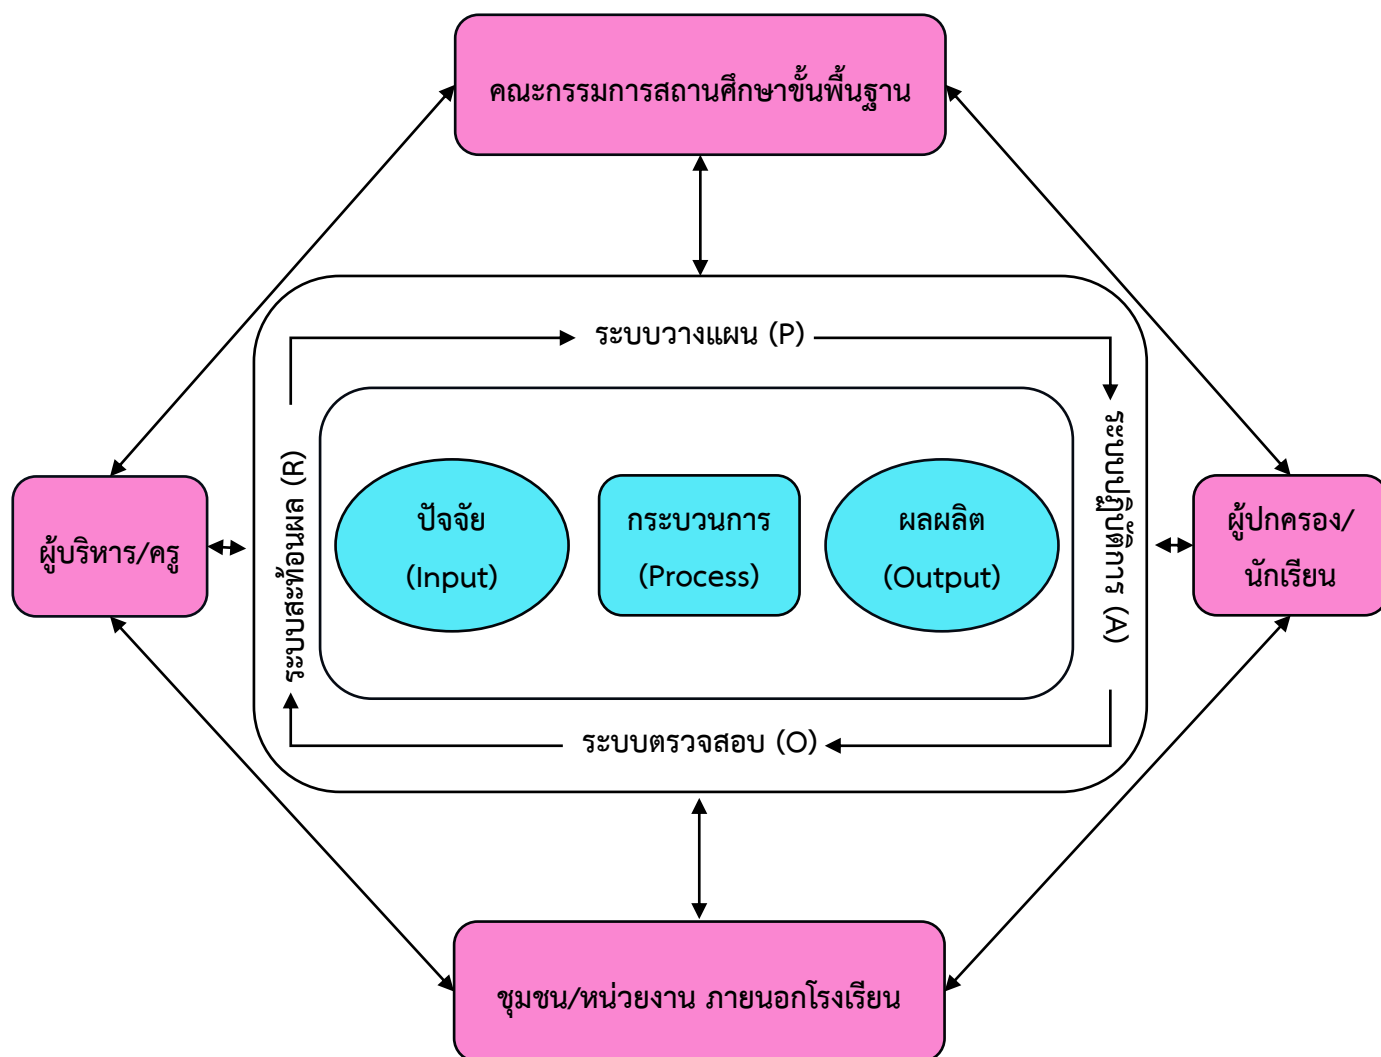 คณะกรรมการสถานศึกษาขั้นพื้นฐาน
ระบบวางแผน (P)
ระบบสะท้อนผล (R)
ปัจจัย
(Input)
กระบวนการ
(Process)
ผลผลิต
(Output)
ระบบปฏิบัติการ (A)
ผู้บริหาร/ครู
ผู้ปกครอง/
นักเรียน
ระบบตรวจสอบ (O)
ชุมชน/หน่วยงาน ภายนอกโรงเรียน